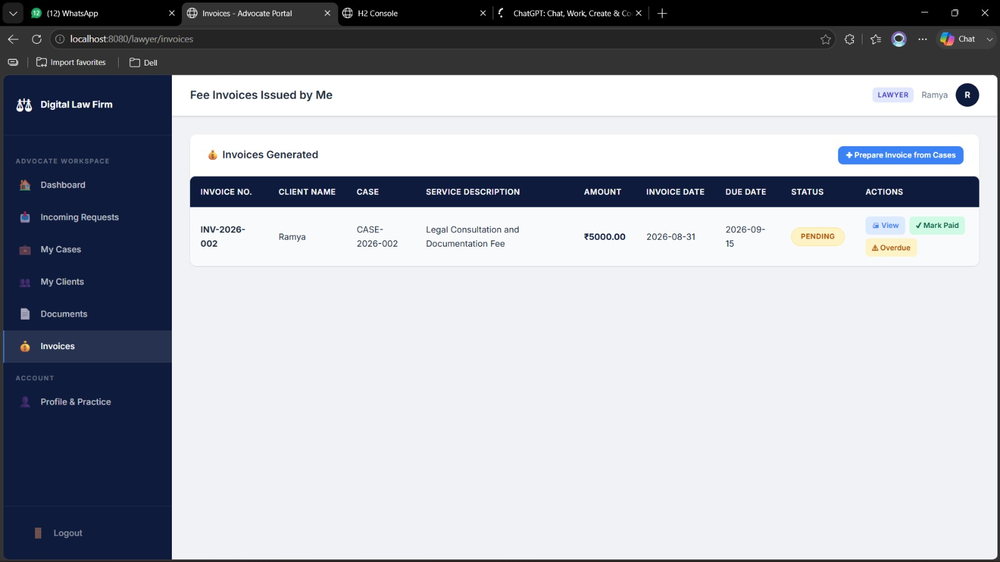 (12) WhatsApp
Invoices - Advocate Portal
H2 Console
ChatGPT: Chat, Work, Create & Co
localhost:8080/lawyer/invoices
Chat
Import favorites
Dell
Digital Law Firm
ADVOCATE WORKSPACE
Dashboard
Incoming Requests
My Cases
My Clients
Documents
Invoices
ACCOUNT
Profile & Practice
Logout
Fee Invoices Issued by Me
LAWYER Ramya R
Invoices Generated
Prepare Invoice from Cases
INVOICE NO. CLIENT NAME CASE SERVICE DESCRIPTION AMOUNT INVOICE DATE DUE DATE STATUS ACTIONS
INV-2026-
002
Ramya
CASE-
2026-002
Legal Consultation and
Documentation Fee
₹5000.00
2026-08-31
2026-09-
15
PENDING
View
Mark Paid
Overdue